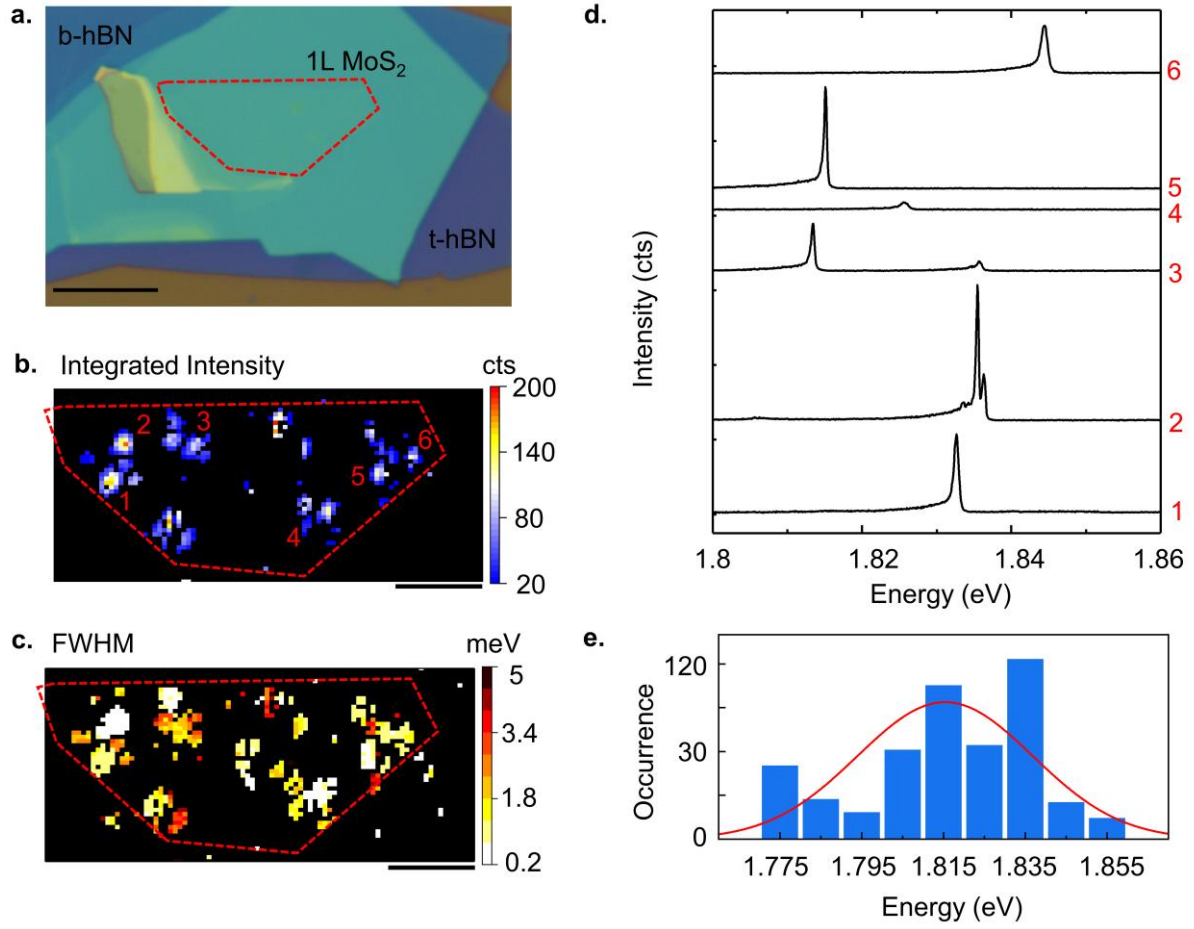 a.
b-hBN
1L MoS₂
t-hBN
b. Integrated Intensity
cts
200
140
80
20
1
2
3
4
5
6
c. FWHM
meV
5
3.4
1.8
0.2
d.
Intensity (cts)
6
5
4
3
2
1
1.8
1.82
1.84
1.86
Energy (eV)
e.
Occurrence
120
30
0
1.775
1.795
1.815
1.835
1.855
Energy (eV)